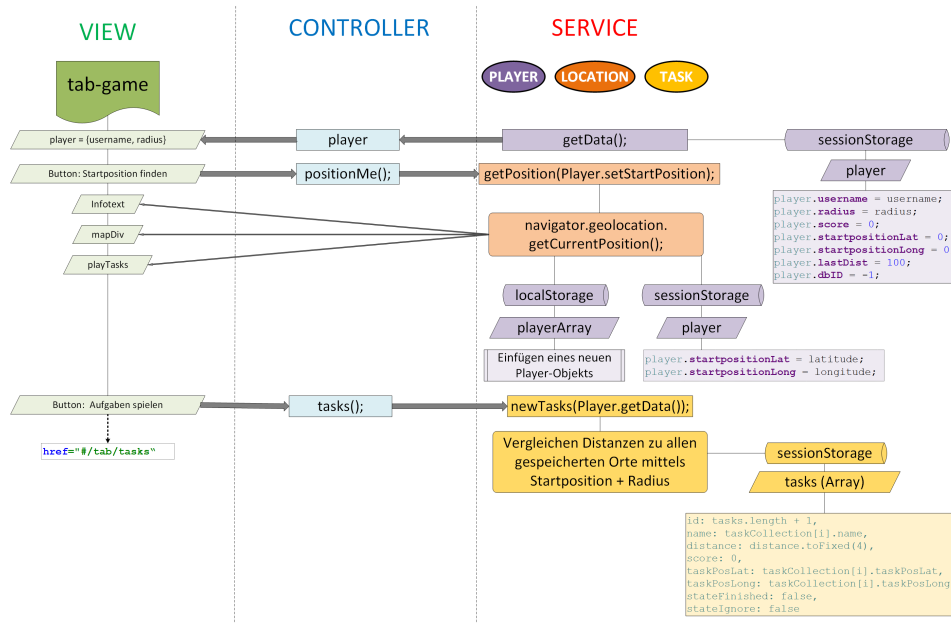 VIEW
CONTROLLER
SERVICE
PLAYER
LOCATION
TASK
tab-game
player = {username, radius}
player
getData();
sessionStorage
player
Button: Startposition finden
positionMe();
getPosition(Player.setStartPosition);
player.username = username;
player.radius = radius;
player.score = 0;
player.startpositionLat = 0;
player.startpositionLong = 0
player.lastDist = 100;
player.dbID = -1;
Infotext
mapDiv
playTasks
navigator.geolocation.
getCurrentPosition();
localStorage
sessionStorage
playerArray
player
Einfügen eines neuen
Player-Objekts
player.startpositionLat = latitude;
player.startpositionLong = longitude;
Button: Aufgaben spielen
tasks();
newTasks(Player.getData());
href="#/tab/tasks"
Vergleichen Distanzen zu allen
gespeicherten Orte mittels
Startposition + Radius
sessionStorage
tasks (Array)
id: tasks.length + 1,
name: taskCollection[i].name,
distance: distance.toFixed(4),
score: 0,
taskPosLat: taskCollection[i].taskPosLat,
taskPosLong: taskCollection[i].taskPosLong
stateFinished: false,
stateIgnore: false